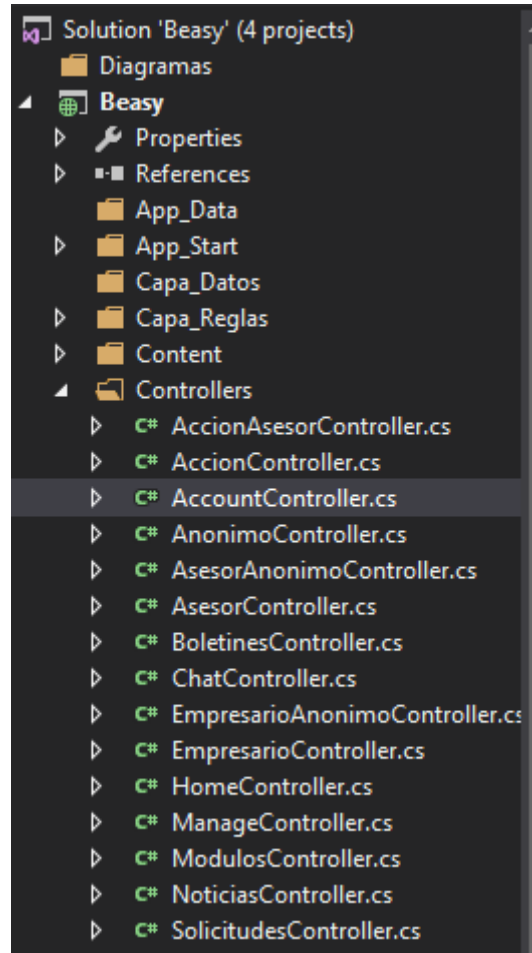 Solution 'Beasy' (4 projects)
Diagramas
Beasy
Properties
References
App_Data
App_Start
Capa_Datos
Capa_Reglas
Content
Controllers
C# AccionAsesorController.cs
C# AccionController.cs
C# AccountController.cs
C# AnonimoController.cs
C# AsesorAnonimoController.cs
C# AsesorController.cs
C# BoletinesController.cs
C# ChatController.cs
C# EmpresarioAnonimoController.cs
C# EmpresarioController.cs
C# HomeController.cs
C# ManageController.cs
C# ModulosController.cs
C# NoticiasController.cs
C# SolicitudesController.cs